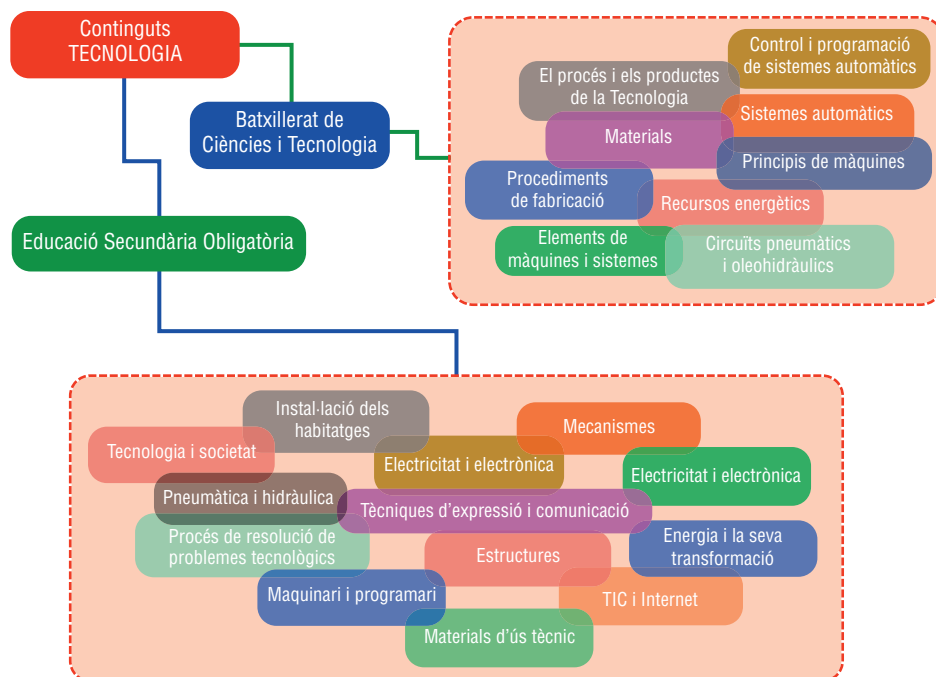 Continguts
TECNOLOGIA
Batxillerat de
Ciències i Tecnologia
Educació Secundària Obligatòria
Control i programació
de sistemes automàtics
El procés i els productes
de la Tecnologia
Sistemes automàtics
Materials
Principis de màquines
Procediments
de fabricació
Recursos energètics
Elements de
màquines i sistemes
Circuïts pneumàtics
i oleohidràulics
Instal·lació dels
habitatges
Mecanismes
Tecnologia i societat
Electricitat i electrònica
Electricitat i electrònica
Pneumàtica i hidràulica
Tècniques d'expressió i comunicació
Procés de resolució de
problemes tecnològics
Estructures
Energia i la seva
transformació
Maquinari i programari
TIC i Internet
Materials d'ús tècnic